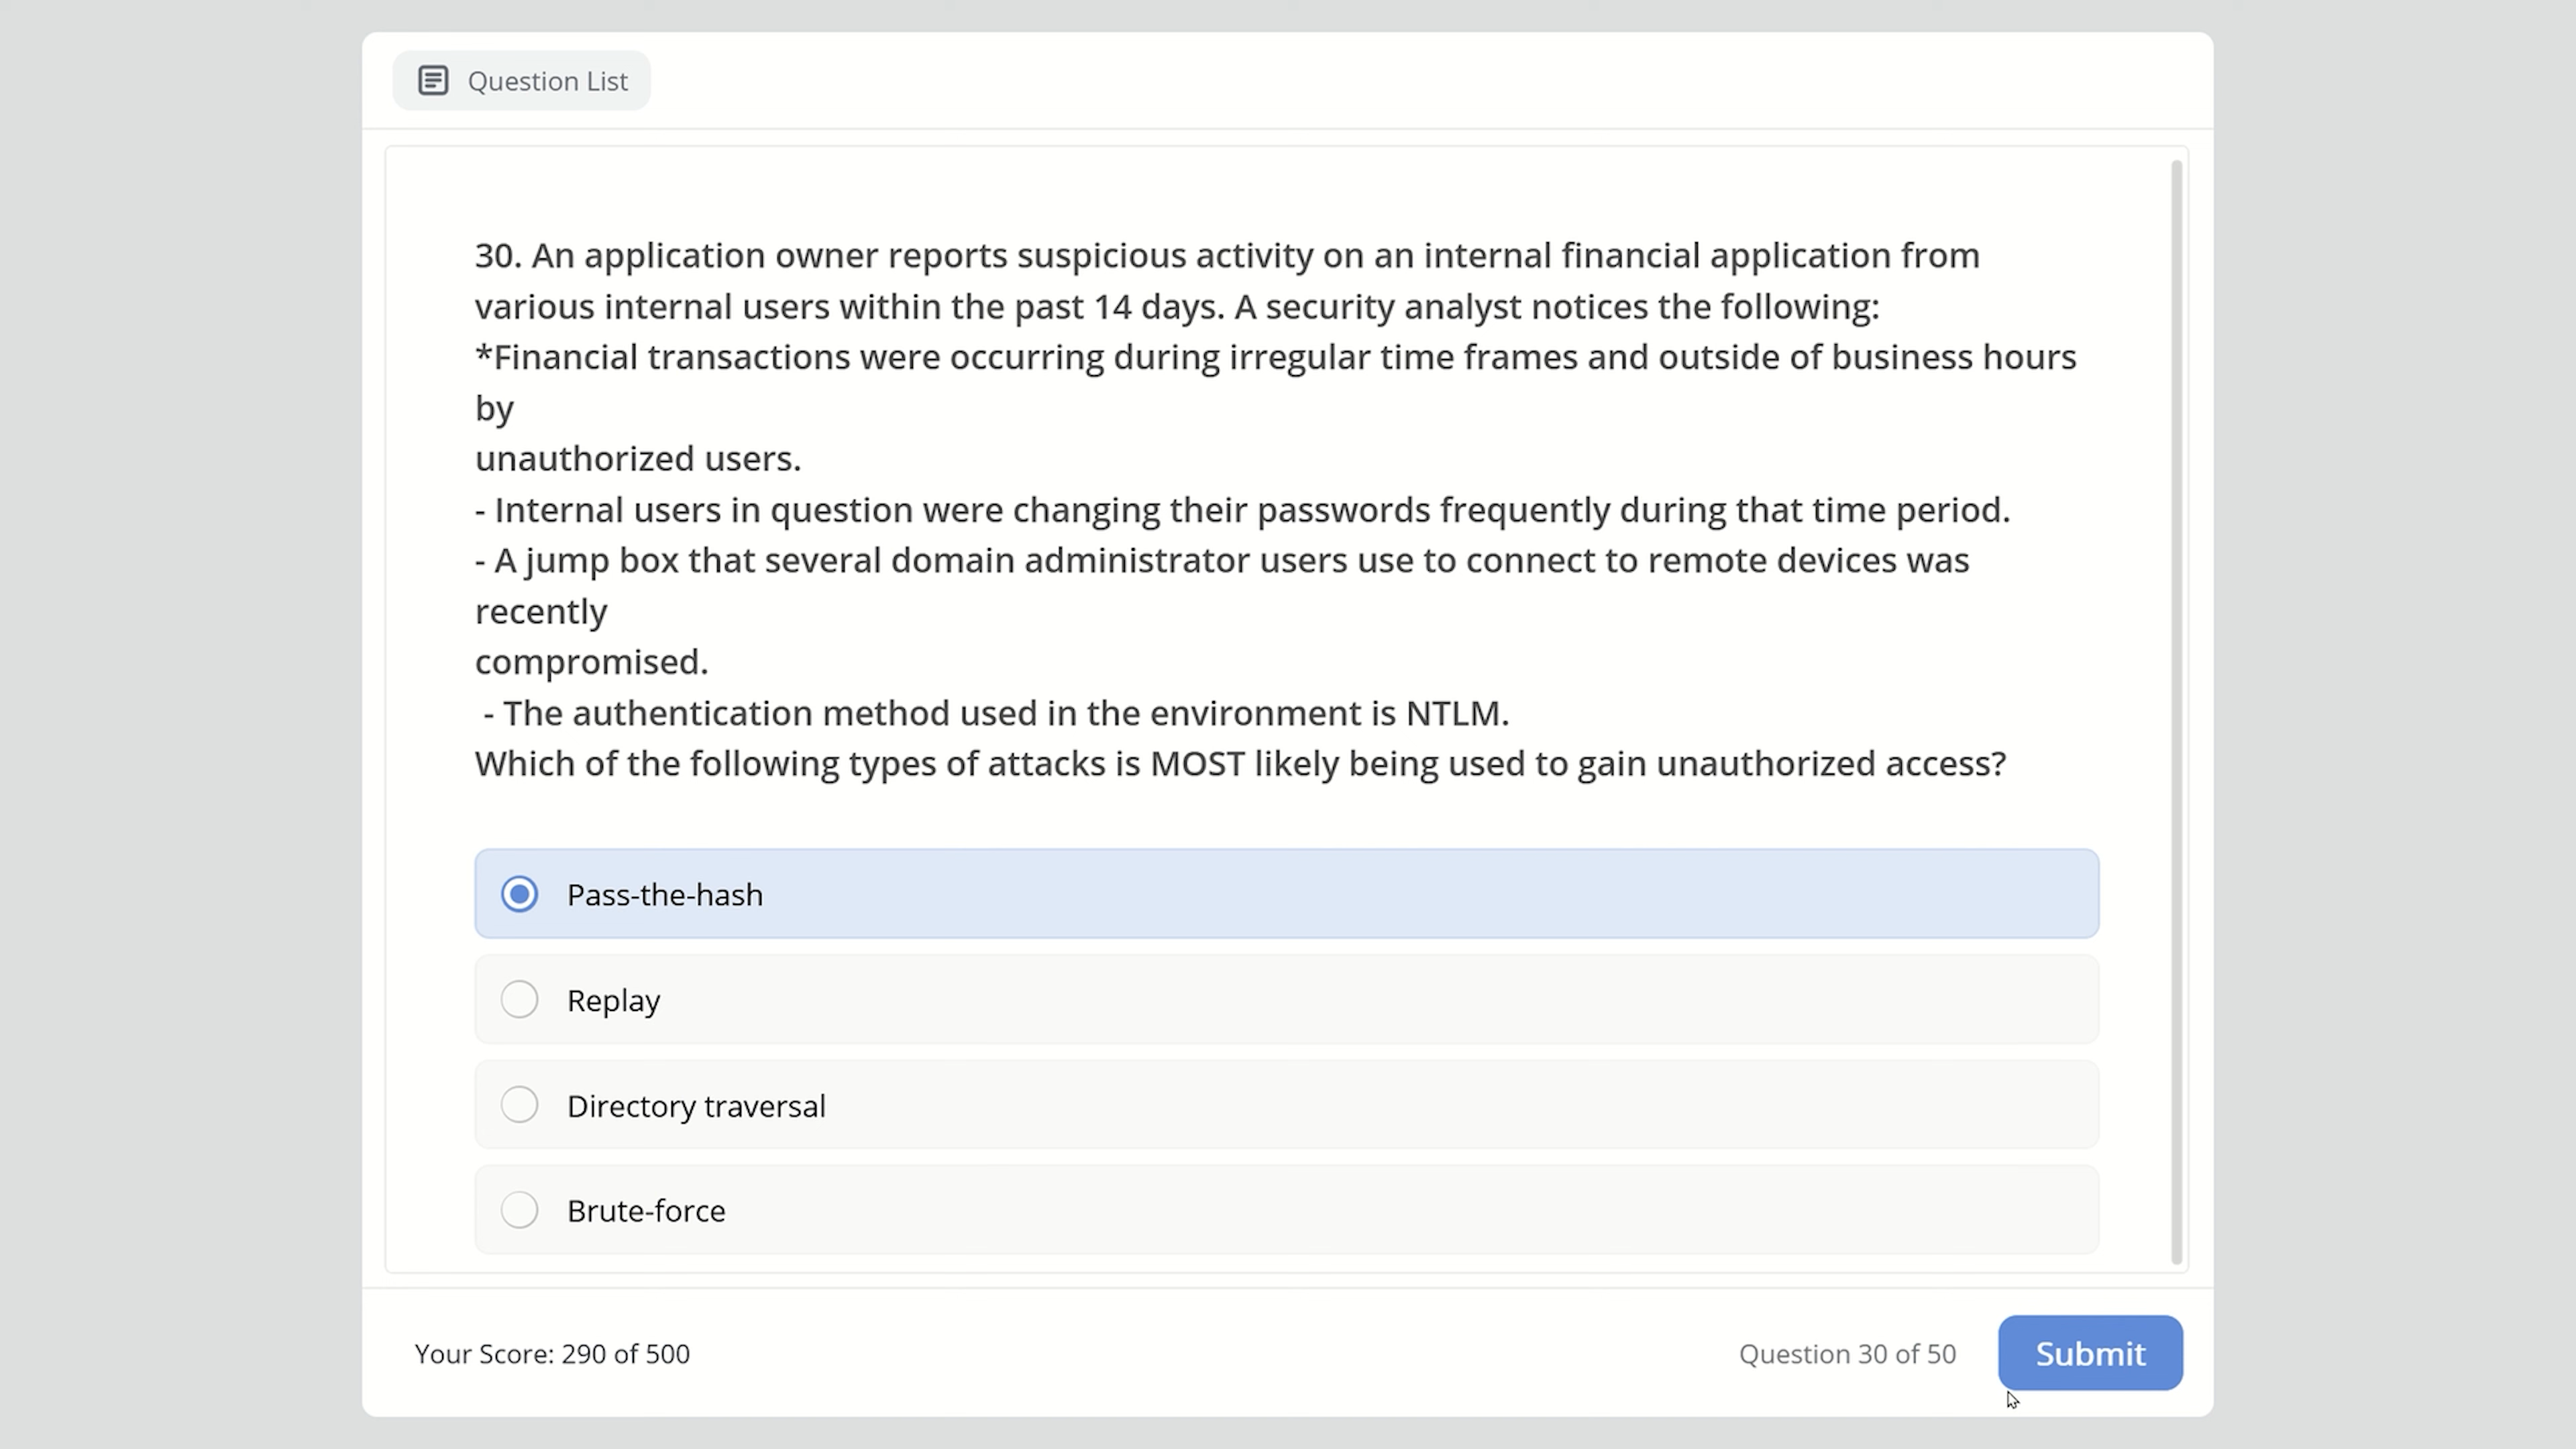 Question List
30. An application owner reports suspicious activity on an internal financial application from
various internal users within the past 14 days. A security analyst notices the following:
*Financial transactions were occurring during irregular time frames and outside of business hours
by
unauthorized users.
- Internal users in question were changing their passwords frequently during that time period.
- A jump box that several domain administrator users use to connect to remote devices was
recently
compromised.
- The authentication method used in the environment is NTLM.
Which of the following types of attacks is MOST likely being used to gain unauthorized access?
Pass-the-hash
Replay
Directory traversal
Brute-force
Your Score: 290 of 500
Question 30 of 50
Submit